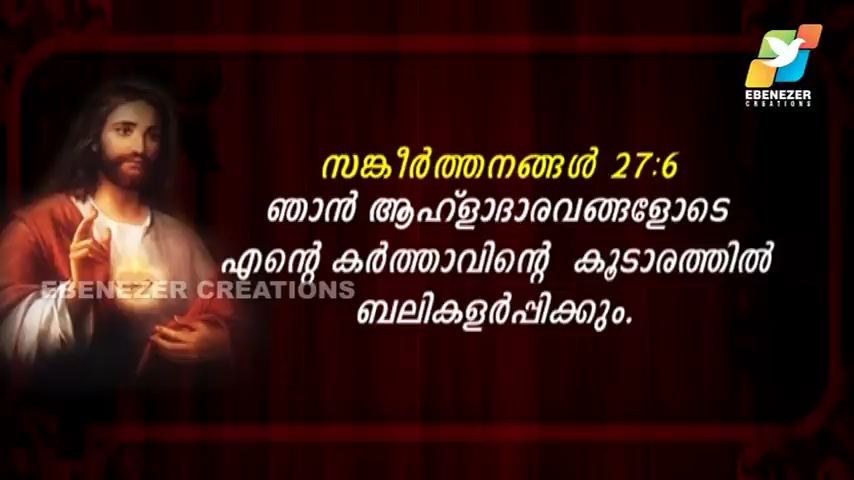 EBENEZER
CREATIONS
സങ്കീർത്തനങ്ങൾ 27:6
ഞാൻ ആഹ്ളാദാരവങ്ങളോടെ
എന്റെ കർത്താവിന്റെ കൂടാരത്തിൽ
ബലികളർപ്പിക്കും.
EBENEZER CREATIONS